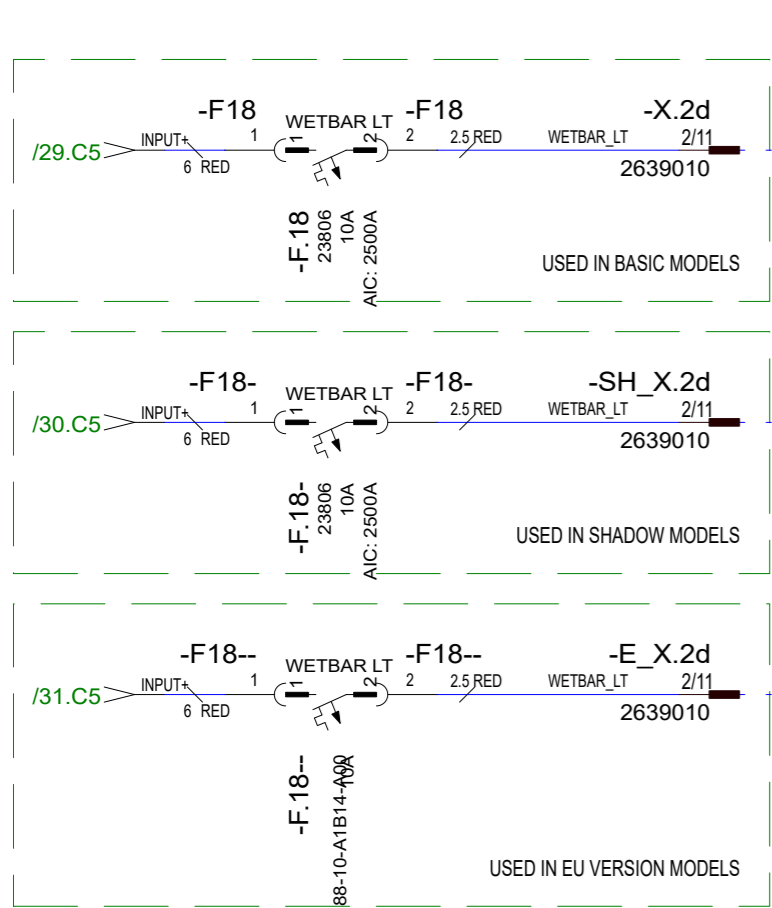 -F18 WETBAR LT -F18 -X.2d
/29.C5 INPUT+ 1 1 2 2 2.5 RED WETBAR_LT 2/11
6 RED 2639010
-F.18
23806
10A
AIC: 2500A
USED IN BASIC MODELS
-F18- WETBAR LT -F18- -SH_X.2d
/30.C5 INPUT+ 1 1 2 2 2.5 RED WETBAR_LT 2/11
6 RED 2639010
-F.18-
23806
10A
AIC: 2500A
USED IN SHADOW MODELS
-F18-- WETBAR LT -F18-- -E_X.2d
/31.C5 INPUT+ 1 1 2 2 2.5 RED WETBAR_LT 2/11
6 RED 2639010
-F.18--
88-10-A1B14-A00
10A
USED IN EU VERSION MODELS